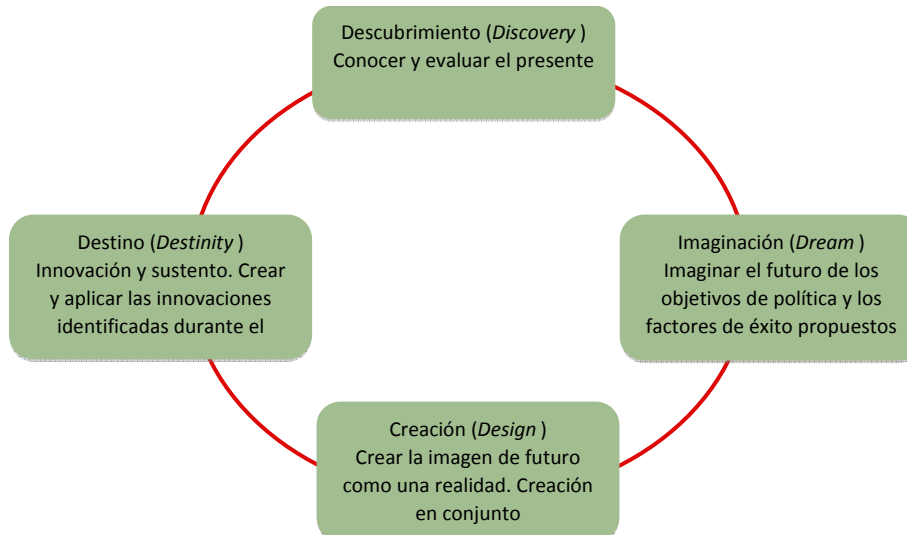 Descubrimiento (Discovery )
Conocer y evaluar el presente
Imaginación (Dream )
Imaginar el futuro de los
objetivos de política y los
factores de éxito propuestos
Creación (Design )
Crear la imagen de futuro
como una realidad. Creación
en conjunto
Destino (Destinity )
Innovación y sustento. Crear
y aplicar las innovaciones
identificadas durante el